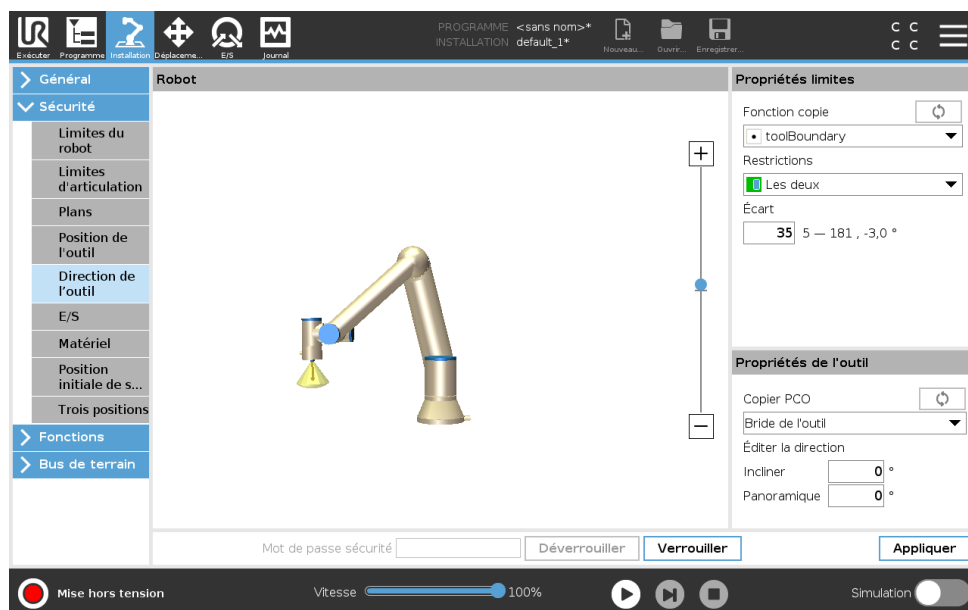 PROGRAMME <sans nom>*
INSTALLATION default_1*
Exécuter Programme Installation Déplaceme... E/S Journal
Nouveau... Ouvrir... Enregistrer...
C C
C C
Général
Sécurité
Limites du
robot
Limites
d'articulation
Plans
Position de
l'outil
Direction de
l'outil
E/S
Matériel
Position
initiale de s...
Trois positions
Fonctions
Bus de terrain
Robot
Propriétés limites
Fonction copie
toolBoundary
Restrictions
Les deux
Écart
35 5 — 181 , -3,0 °
Propriétés de l'outil
Copier PCO
Bride de l'outil
Éditer la direction
Incliner 0 °
Panoramique 0 °
Mot de passe sécurité Déverrouiller Verrouiller Appliquer
Mise hors tension Vitesse 100% Simulation